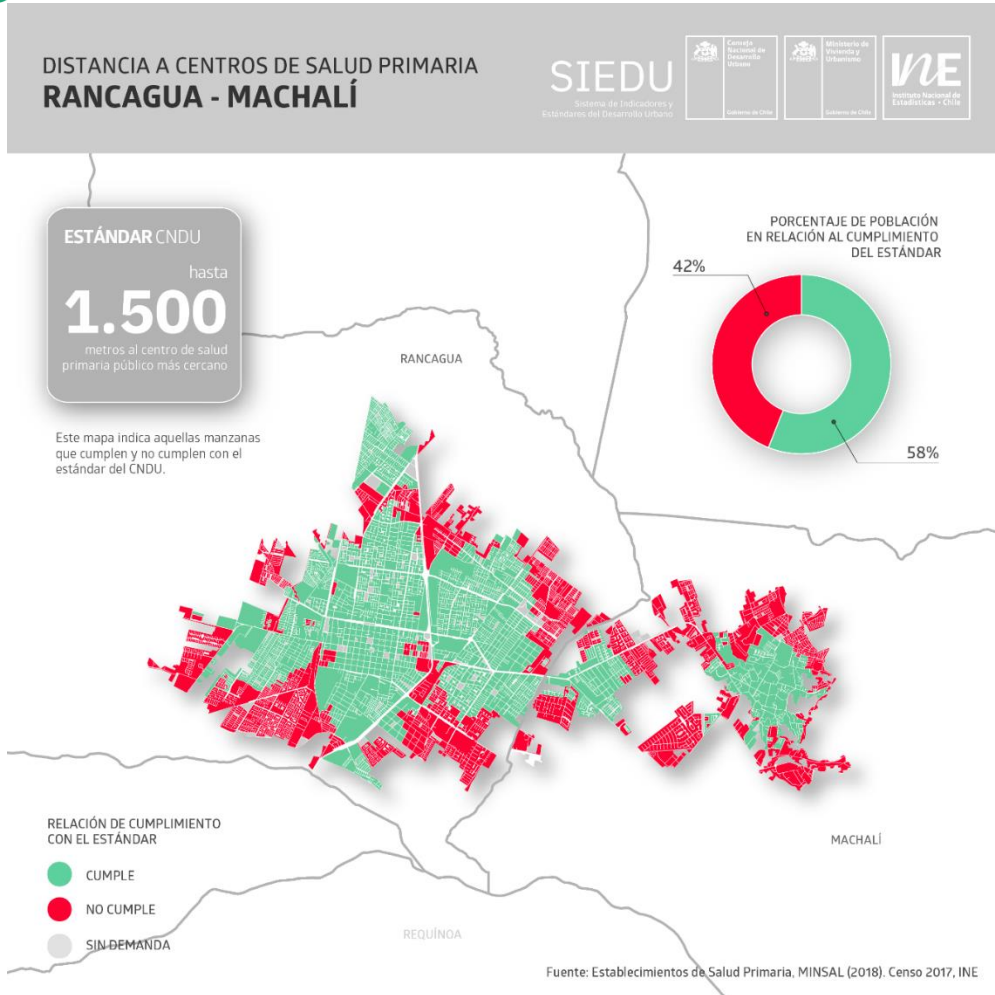 DISTANCIA A CENTROS DE SALUD PRIMARIA
RANCAGUA - MACHALÍ
SIEDU
Sistema de Indicadores y
Estándares del Desarrollo Urbano
Consejo
Nacional de
Desarrollo
Urbano
Gobierno de Chile
Ministerio de
Vivienda y
Urbanismo
Gobierno de Chile
INE
Instituto Nacional de
Estadísticas • Chile
ESTÁNDAR CNDU
hasta
1.500
metros al centro de salud
primaria público más cercano
Este mapa indica aquellas manzanas
que cumplen y no cumplen con el
estándar del CNDU.
PORCENTAJE DE POBLACIÓN
EN RELACIÓN AL CUMPLIMIENTO
DEL ESTÁNDAR
42%
58%
RANCAGUA
MACHALÍ
REQUÍNOA
RELACIÓN DE CUMPLIMIENTO
CON EL ESTÁNDAR
CUMPLE
NO CUMPLE
SIN DEMANDA
Fuente: Establecimientos de Salud Primaria, MINSAL (2018). Censo 2017, INE